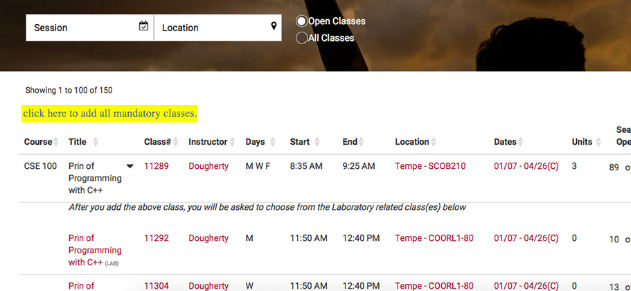 Session Location Open Classes
All Classes
Showing 1 to 100 of 150
click here to add all mandatory classes.
Course Title Class# Instructor Days Start End Location Dates Units
CSE 100 Prin of Programming with C++ 11289 Dougherty M W F 8:35 AM 9:25 AM Tempe - SCOB210 01/07 - 04/26(C) 3 89
After you add the above class, you will be asked to choose from the Laboratory related class(es) below
Prin of Programming with C++ (LAB) 11292 Dougherty M 11:50 AM 12:40 PM Tempe - COORL1-80 01/07 - 04/26(C) 0 10
Prin of 11304 Dougherty W 11:50 AM 12:40 PM Tempe - COORL1-80 01/07 - 04/26(C) 0 13